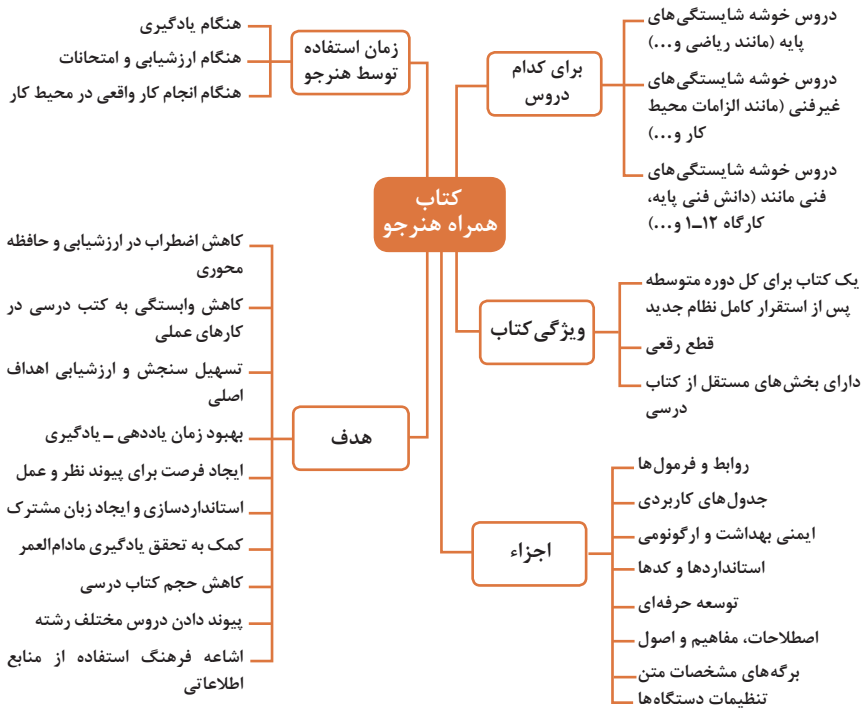 کتاب
همراه هنرجو
برای کدام
دروس
دروس خوشه شایستگی‌های
پایه (مانند ریاضی و...)
دروس خوشه شایستگی‌های
غیرفنی (مانند الزامات محیط
کار و...)
دروس خوشه شایستگی‌های
فنی مانند (دانش فنی پایه،
کارگاه ۱۲ـ۱ و...)
ویژگی کتاب
یک کتاب برای کل دوره متوسطه
پس از استقرار کامل نظام جدید
قطع رقعی
دارای بخش‌های مستقل از کتاب
درسی
اجزاء
روابط و فرمول‌ها
جدول‌های کاربردی
ایمنی بهداشت و ارگونومی
استانداردها و کدها
توسعه حرفه‌ای
اصطلاحات، مفاهیم و اصول
برگه‌های مشخصات متن
تنظیمات دستگاه‌ها
زمان استفاده
توسط هنرجو
هنگام یادگیری
هنگام ارزشیابی و امتحانات
هنگام انجام کار واقعی در محیط کار
هدف
کاهش اضطراب در ارزشیابی و حافظه
محوری
کاهش وابستگی به کتب درسی در
کارهای عملی
تسهیل سنجش و ارزشیابی اهداف
اصلی
بهبود زمان یاددهی ـ یادگیری
ایجاد فرصت برای پیوند نظر و عمل
استانداردسازی و ایجاد زبان مشترک
کمک به تحقق یادگیری مادام‌العمر
کاهش حجم کتاب درسی
پیوند دادن دروس مختلف رشته
اشاعه فرهنگ استفاده از منابع
اطلاعاتی